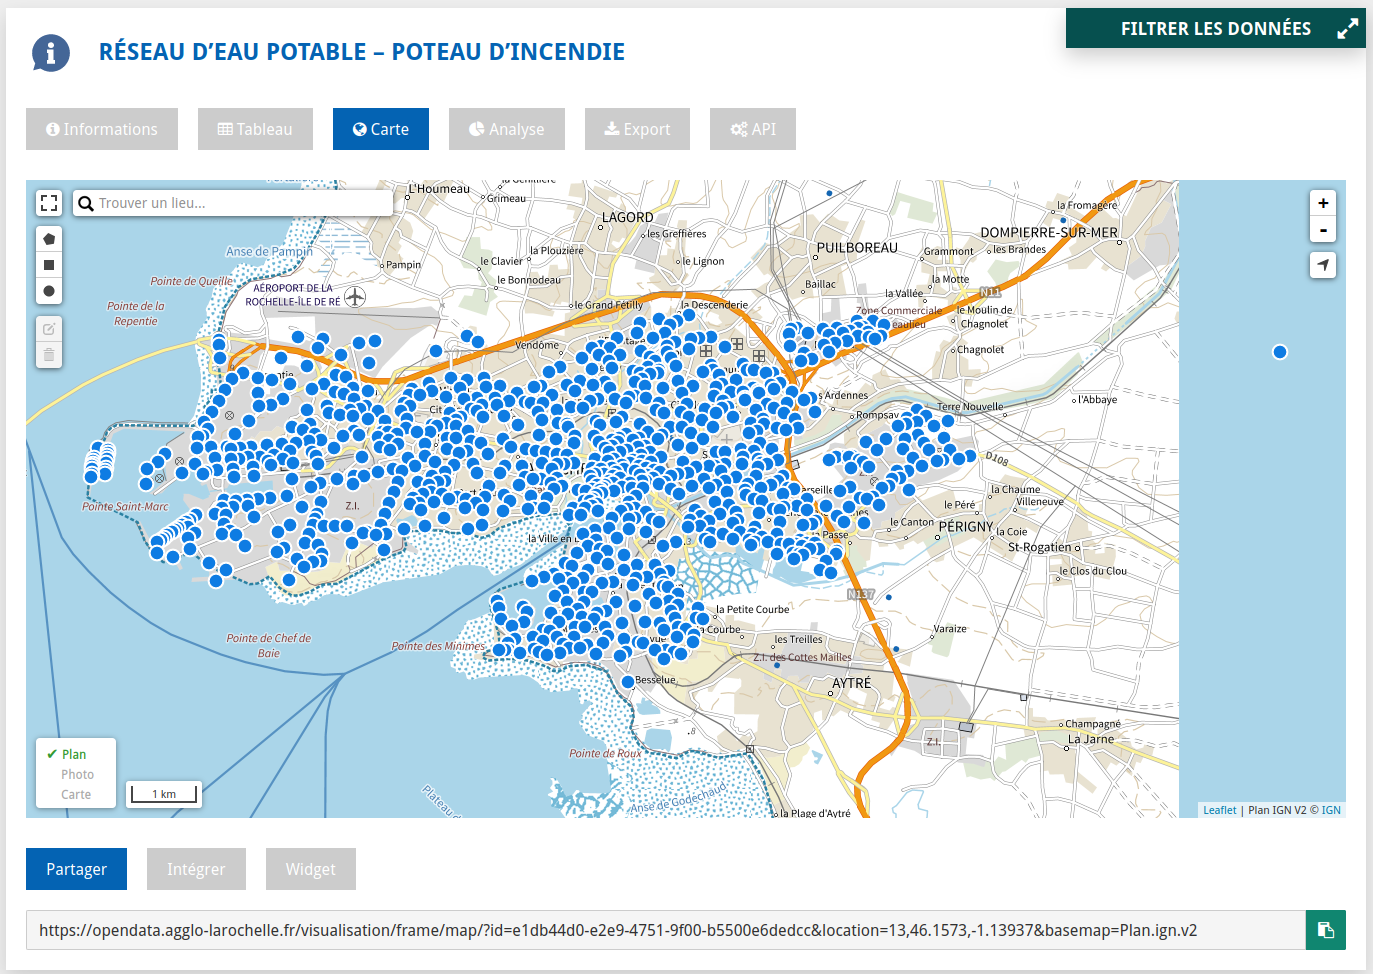 FILTRER LES DONNÉES
RÉSEAU D’EAU POTABLE – POTEAU D’INCENDIE
Informations
Tableau
Carte
Analyse
Export
API
Trouver un lieu...
+
-
L'Houmeau
Grimeau
LAGORD
les Greffières
la Fromagère
DOMPIERRE-SUR-MER
PUILBOREAU
Grammont
les Brandes
Anse de Pampin
Pampin
la Plouzière
le Clavier
le Lignon
le Bonnodeau
Pointe de Queille
AÉROPORT DE LA
ROCHELLE-ÎLE DE RÉ
Baillac
la Motte
la Vallée
N11
Pointe de la
Repentie
le Grand Fétilly
la Descenderie
Zone Commerciale
eaulieu
le Moulin de
Chagnolet
Vendôme
Chagnolet
s Ardennes
Rompsay
Terre Nouvelle
l'Abbaye
D108
la Chaume
Villeneuve
le Péré
Pointe Saint-Marc
Z.I.
le Canton
PÉRIGNY
la Coie
la Passe
St-Rogatien
la Ville en
le Clos du Clou
N137
la Petite Courbe
a Courbe
Varaize
Pointe de Chef de
Baie
Pointe des Minimes
les Treilles
Z.I. des Cottes Mailles
Besselue
AYTRÉ
Champagné
La Jarne
Z.I.
Pointe de Roux
Anse de Godechaud
Plateau d
la Plage d'Aytré
✔ Plan
Photo
Carte
1 km
Leaflet | Plan IGN V2 © IGN
Partager
Intégrer
Widget
https://opendata.agglo-larochelle.fr/visualisation/frame/map/?id=e1db44d0-e2e9-4751-9f00-b5500e6dedcc&location=13,46.1573,-1.13937&basemap=Plan.ign.v2